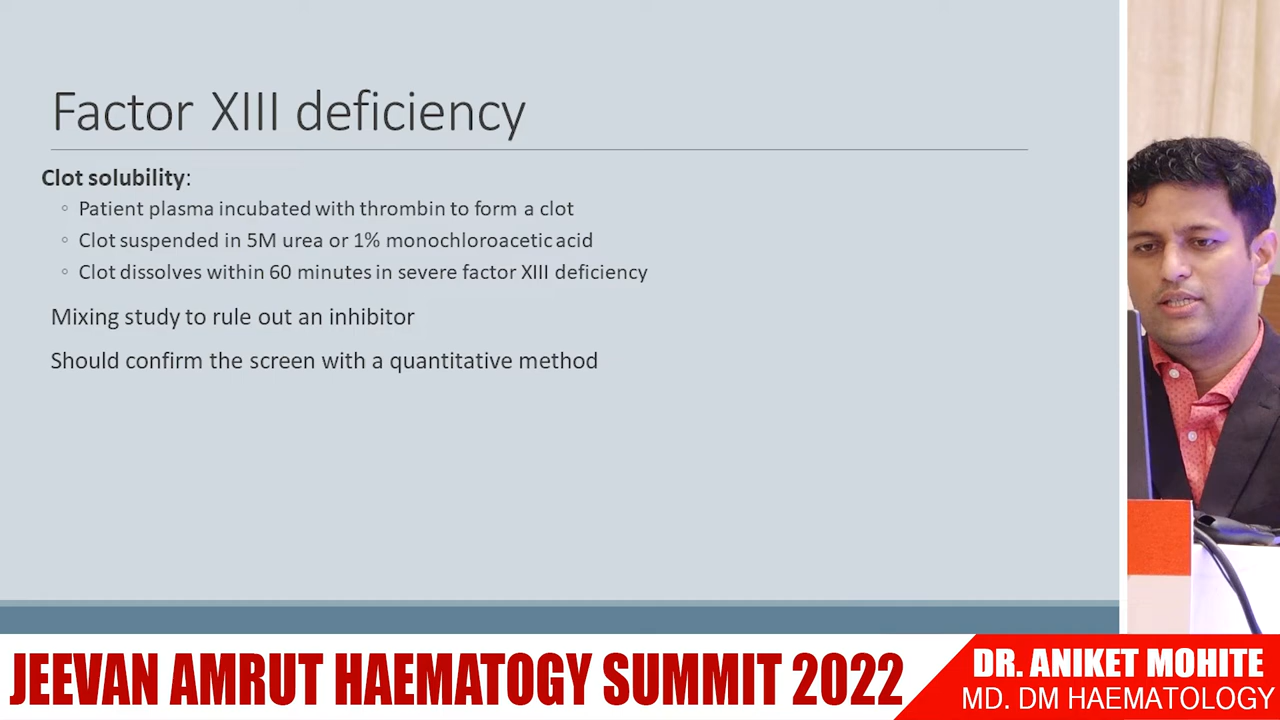 Factor XIII deficiency
Clot solubility:
◦ Patient plasma incubated with thrombin to form a clot
◦ Clot suspended in 5M urea or 1% monochloroacetic acid
◦ Clot dissolves within 60 minutes in severe factor XIII deficiency
Mixing study to rule out an inhibitor
Should confirm the screen with a quantitative method
JEEVAN AMRUT HAEMATOGY SUMMIT 2022
DR. ANIKET MOHITE
MD. DM HAEMATOLOGY